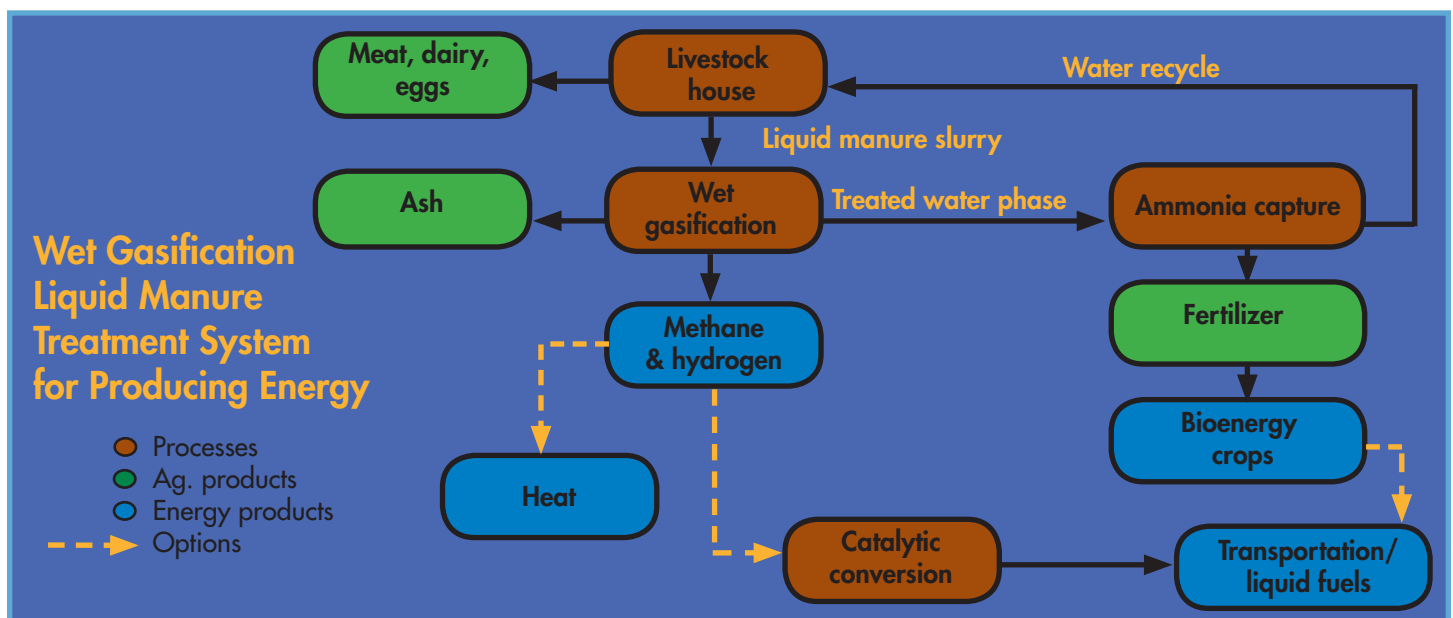 Meat, dairy,
eggs
Livestock
house
Water recycle
Liquid manure slurry
Ash
Wet
gasification
Treated water phase
Ammonia capture
Wet Gasification
Liquid Manure
Treatment System
for Producing Energy
Methane
& hydrogen
Fertilizer
Bioenergy
crops
Processes
Ag. products
Energy products
Options
Heat
Catalytic
conversion
Transportation/
liquid fuels